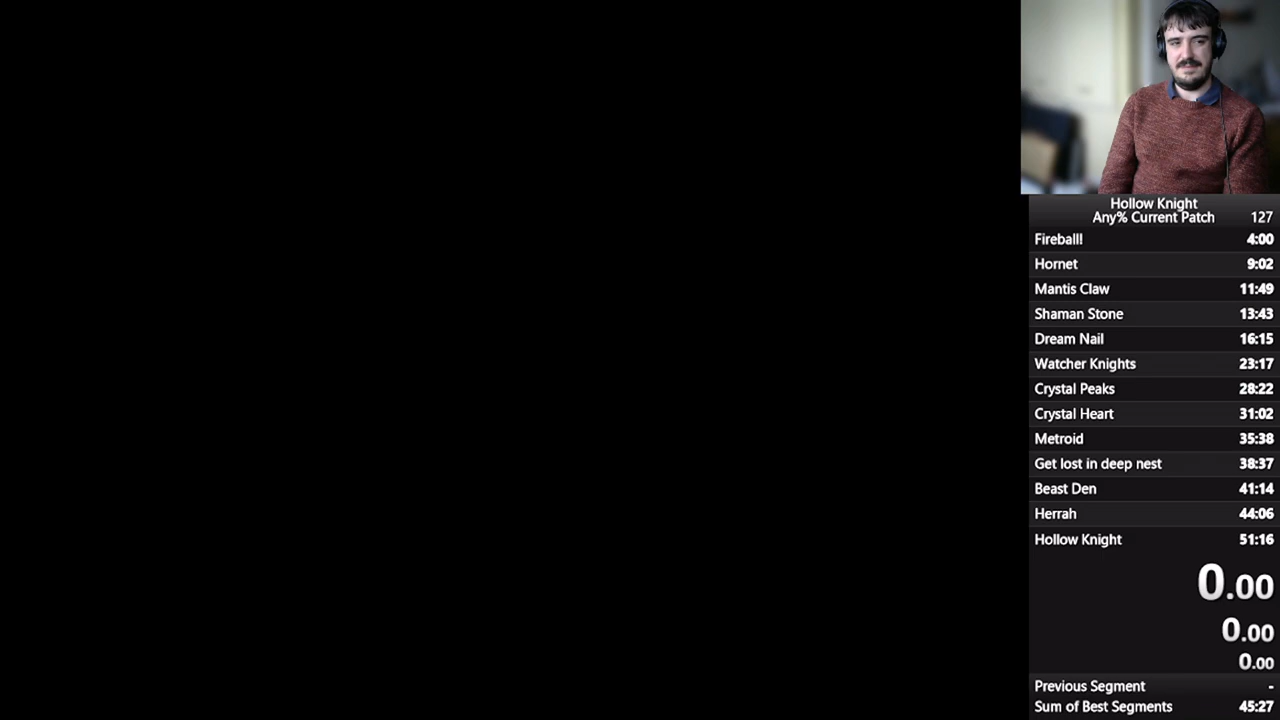 Hollow Knight
Any% Current Patch 127
Fireball! 4:00
Hornet 9:02
Mantis Claw 11:49
Shaman Stone 13:43
Dream Nail 16:15
Watcher Knights 23:17
Crystal Peaks 28:22
Crystal Heart 31:02
Metroid 35:38
Get lost in deep nest 38:37
Beast Den 41:14
Herrah 44:06
Hollow Knight 51:16
0.00
0.00
0.00
Previous Segment -
Sum of Best Segments 45:27